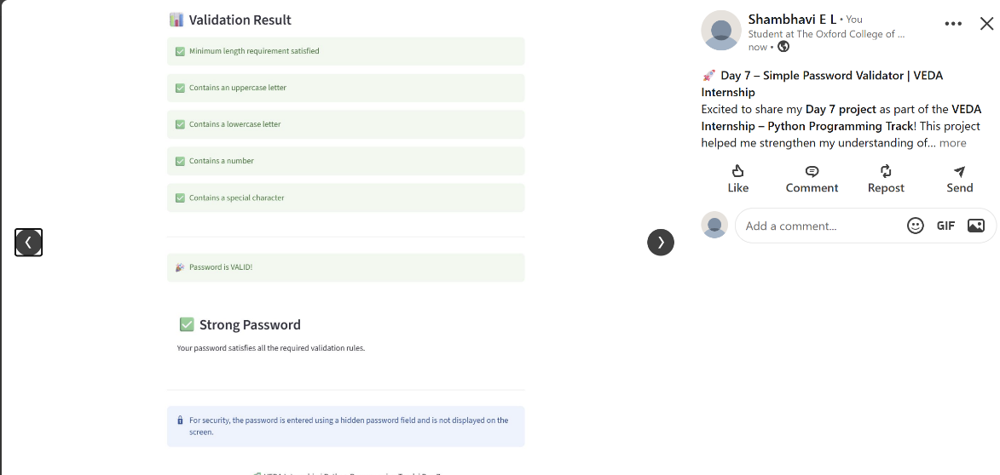 📊 Validation Result
✅ Minimum length requirement satisfied
✅ Contains an uppercase letter
✅ Contains a lowercase letter
✅ Contains a number
✅ Contains a special character
🎉 Password is VALID!
✅ Strong Password
Your password satisfies all the required validation rules.
🔒 For security, the password is entered using a hidden password field and is not displayed on the
screen.
Shambhavi E L • You
Student at The Oxford College of ...
now •
🚀 Day 7 – Simple Password Validator | VEDA
Internship
Excited to share my Day 7 project as part of the VEDA
Internship – Python Programming Track! This project
helped me strengthen my understanding of... more
Like Comment Repost Send
Add a comment... GIF